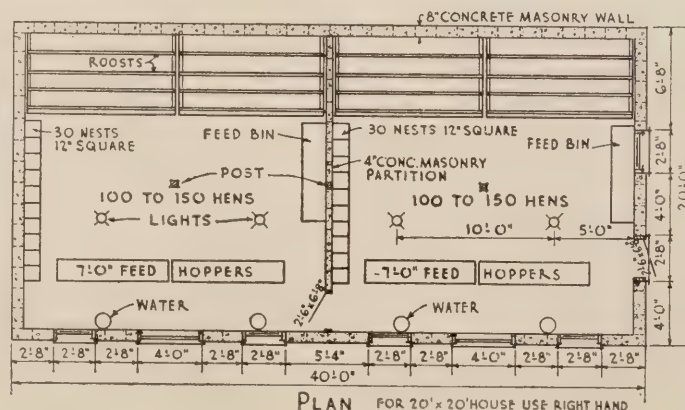 8" CONCRETE MASONRY WALL
ROOSTS
6'-8"
30 NESTS
12" SQUARE
FEED BIN
30 NESTS
12" SQUARE
FEED BIN
2'-8"
POST
4" CONC. MASONRY
PARTITION
20'-0"
100 TO 150 HENS
100 TO 150 HENS
4'-0"
LIGHTS
10'-0"
5'-0"
2'-8"
2'-6"x6'-8"
7'-0" FEED HOPPERS
7'-0" FEED HOPPERS
2'-6"x6'-8"
WATER
WATER
4'-0"
2'-8" 2'-8" 2'-8" 4'-0" 2'-8" 2'-8" 5'-4" 2'-8" 2'-8" 4'-0" 2'-8" 2'-8" 2'-8"
40'-0"
PLAN FOR 20' x 20' HOUSE USE RIGHT HAND